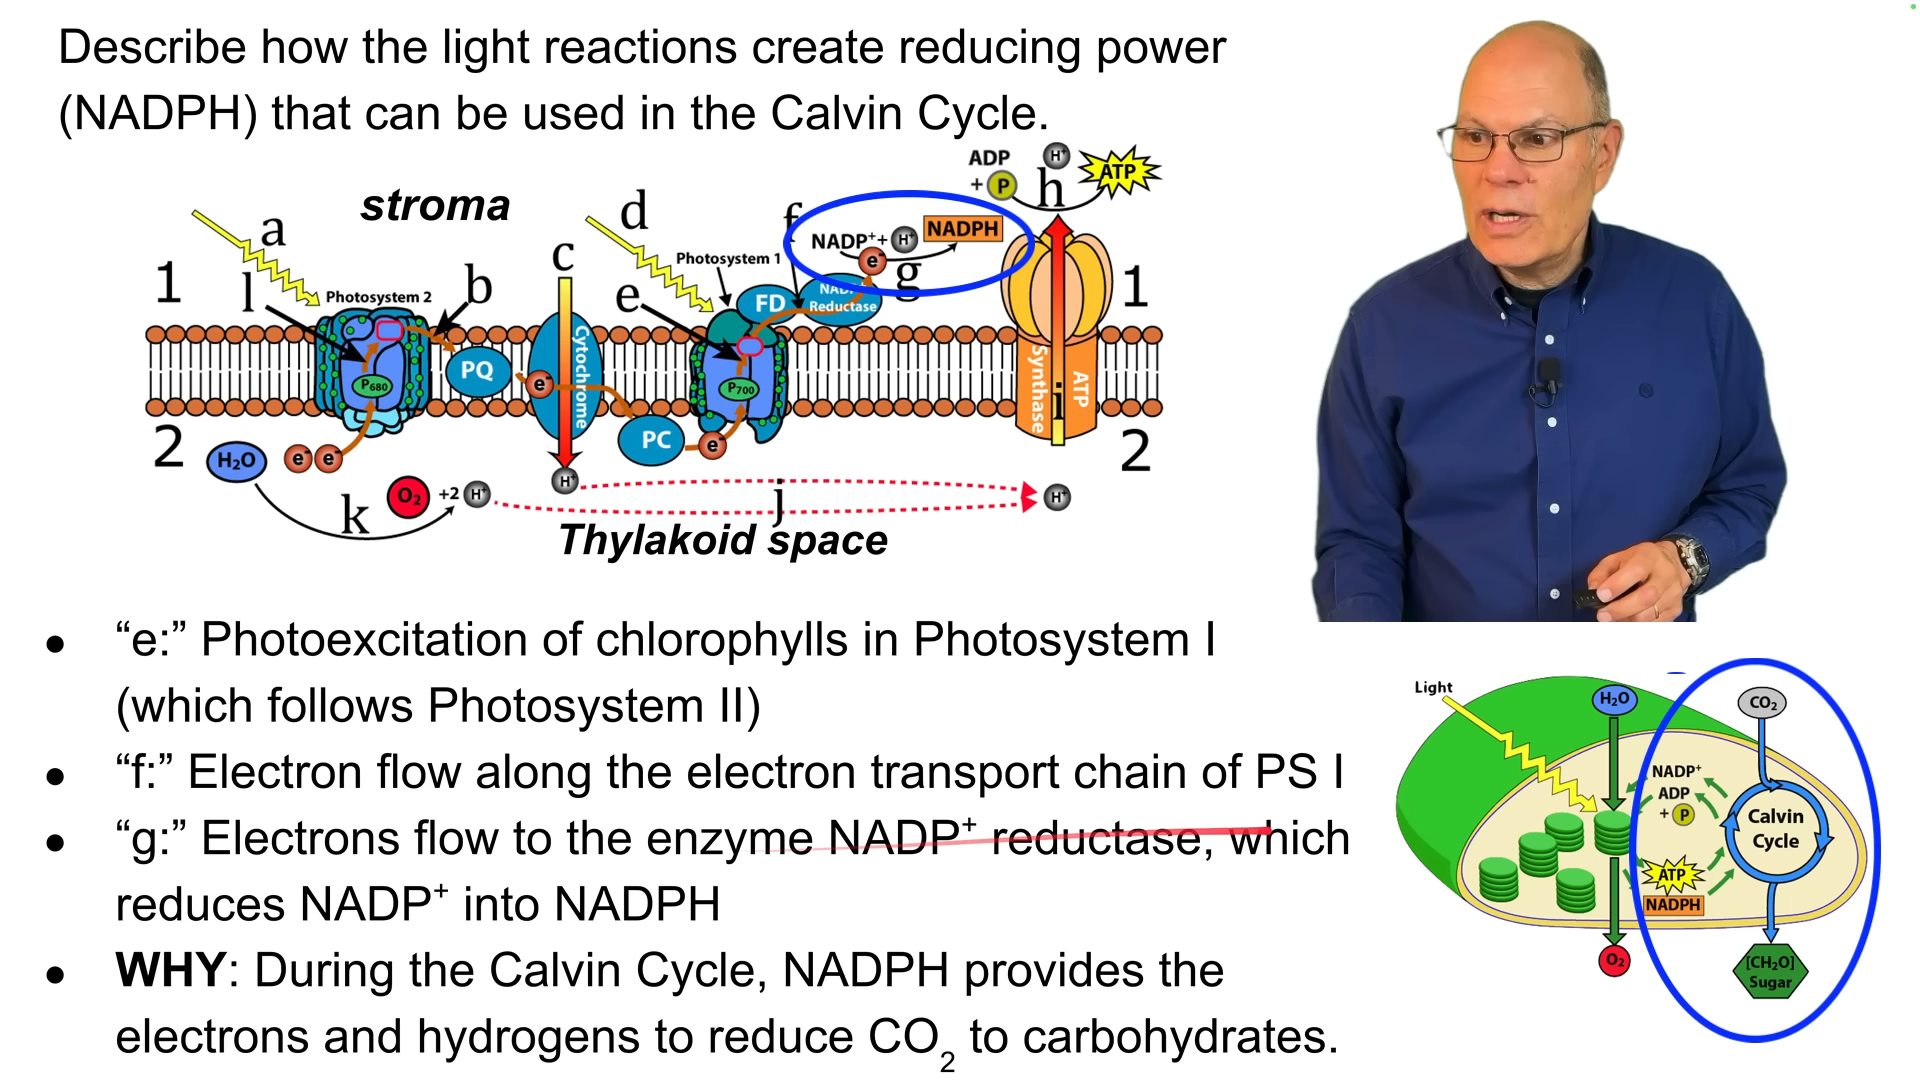 Describe how the light reactions create reducing power
(NADPH) that can be used in the Calvin Cycle.
ADP
+ P
H⁺
h
ATP
stroma
a
d
f
NADP⁺+ H⁺
NADPH
e⁻
g
c
Photosystem 1
1
l
Photosystem 2
b
e
FD
NADP
Reductase
1
PQ
P680
e⁻
Cytochrome
P700
Synthase
ATP
i
2
H₂O
e⁻ e⁻
PC
e⁻
2
k
O₂ +2 H⁺
H⁺
j
H⁺
Thylakoid space
● “e:” Photoexcitation of chlorophylls in Photosystem I
(which follows Photosystem II)
● “f:” Electron flow along the electron transport chain of PS I
● “g:” Electrons flow to the enzyme NADP⁺ reductase, which
reduces NADP⁺ into NADPH
● WHY: During the Calvin Cycle, NADPH provides the
electrons and hydrogens to reduce CO₂ to carbohydrates.
Light
H₂O
CO₂
NADP⁺
ADP
+ P
Calvin
Cycle
ATP
NADPH
O₂
[CH₂O]
Sugar